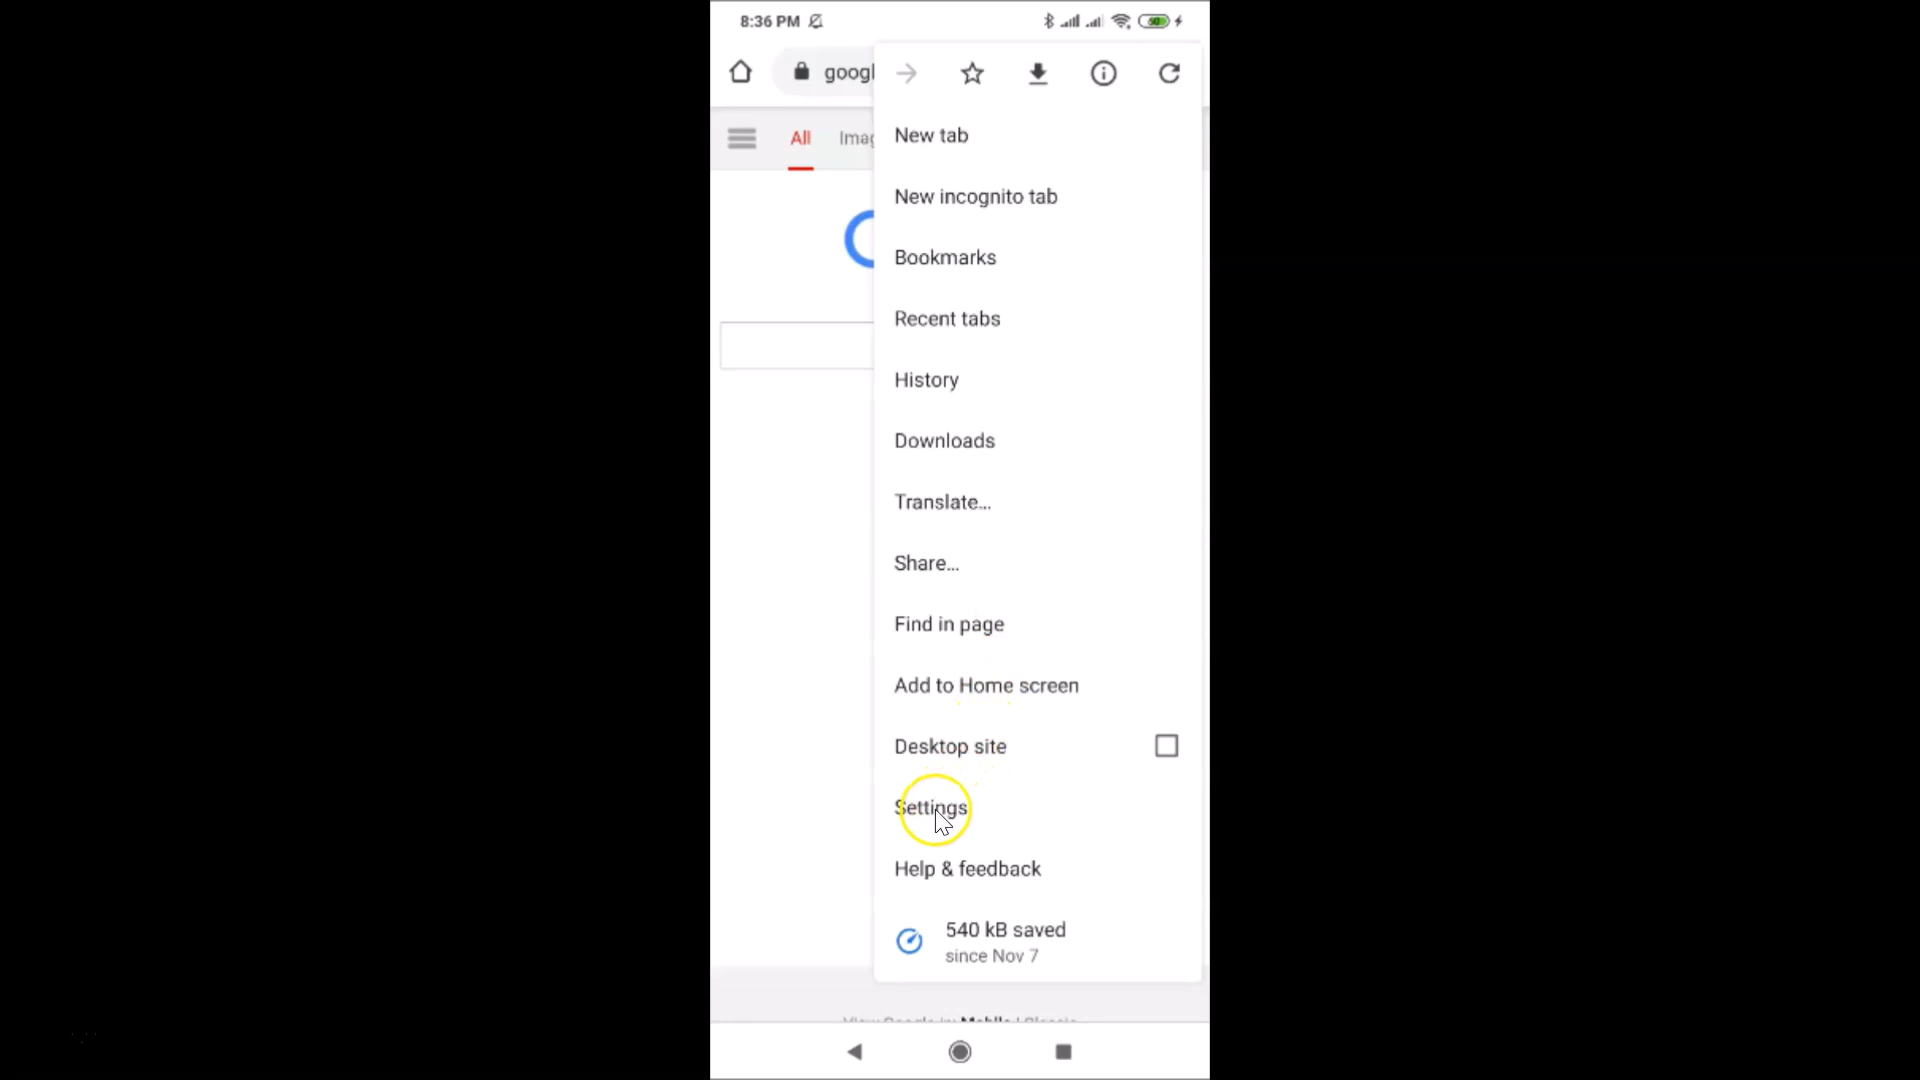 8:36 PM
googl
All Imag
New tab
New incognito tab
Bookmarks
Recent tabs
History
Downloads
Translate...
Share...
Find in page
Add to Home screen
Desktop site
Settings
Help & feedback
540 kB saved
since Nov 7